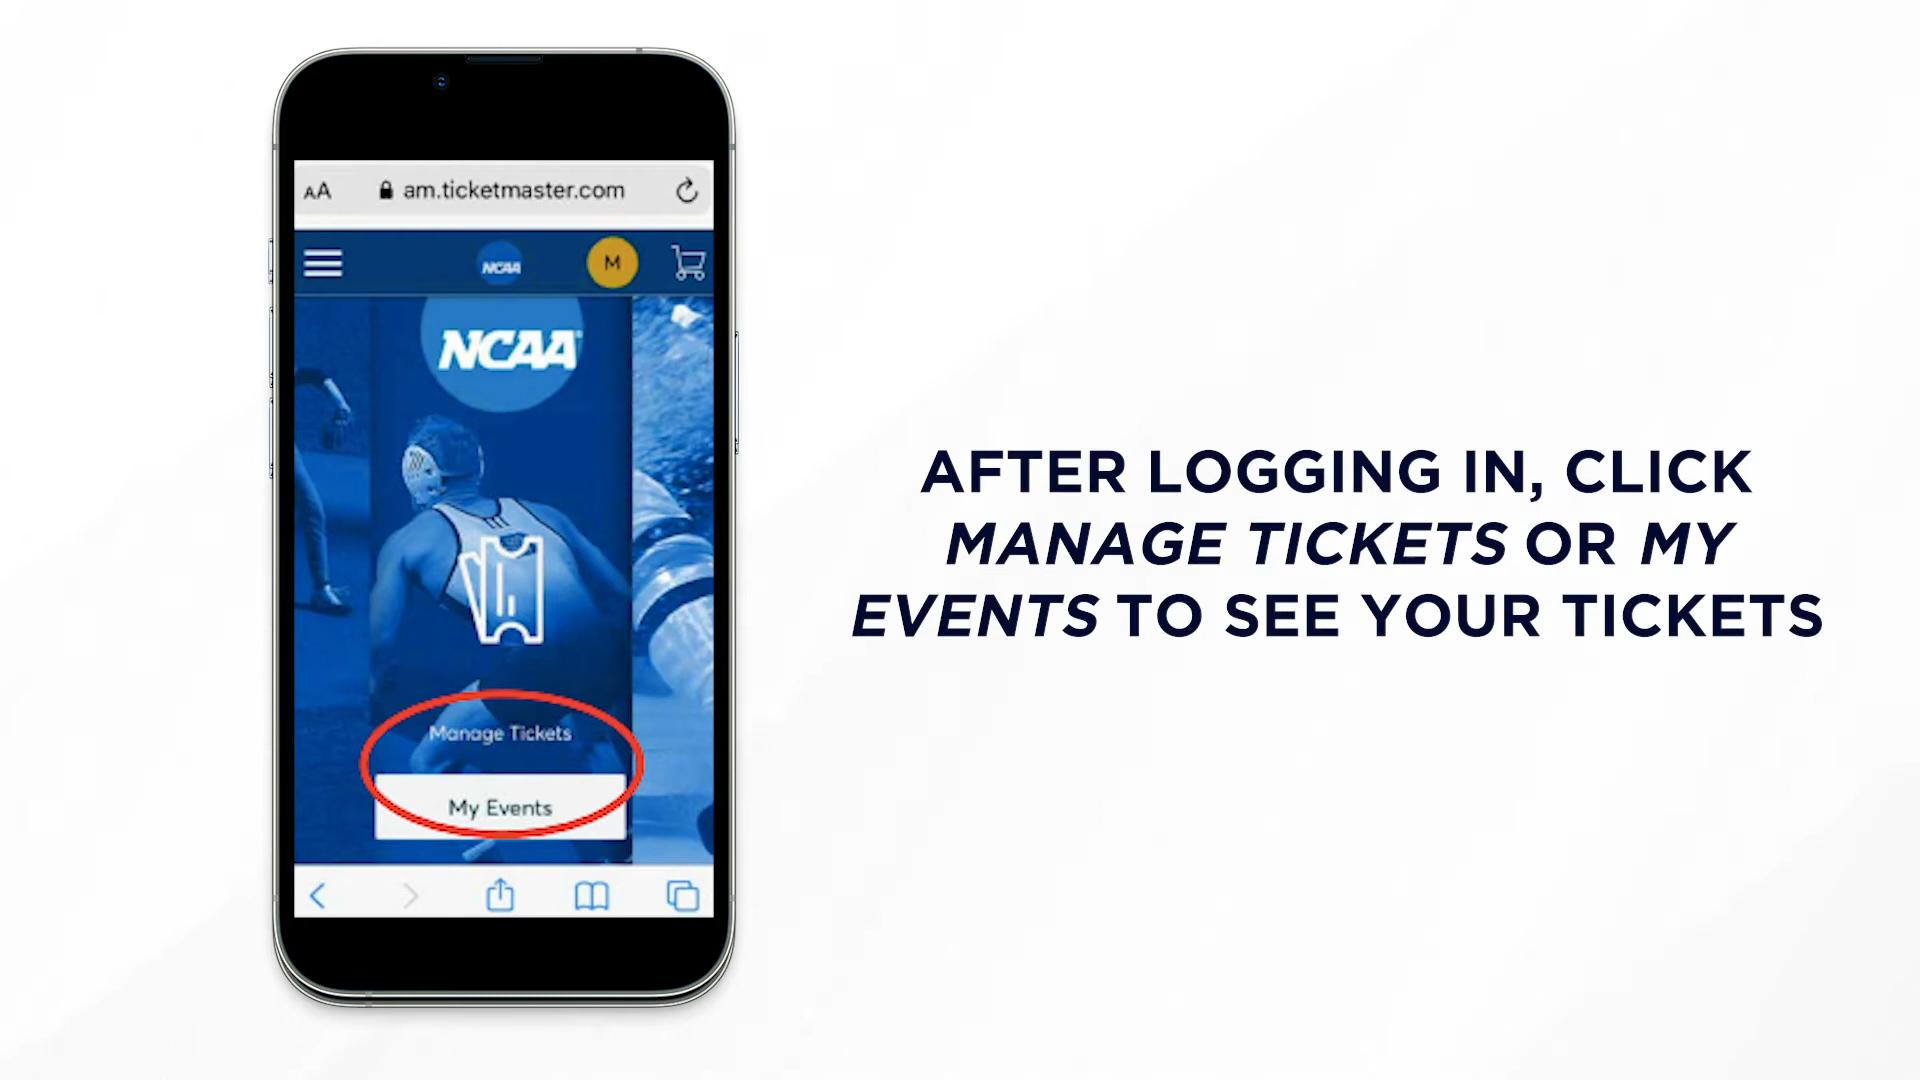 AA am.ticketmaster.com
NCAA M
NCAA
Manage Tickets
My Events
AFTER LOGGING IN, CLICK
MANAGE TICKETS OR MY
EVENTS TO SEE YOUR TICKETS